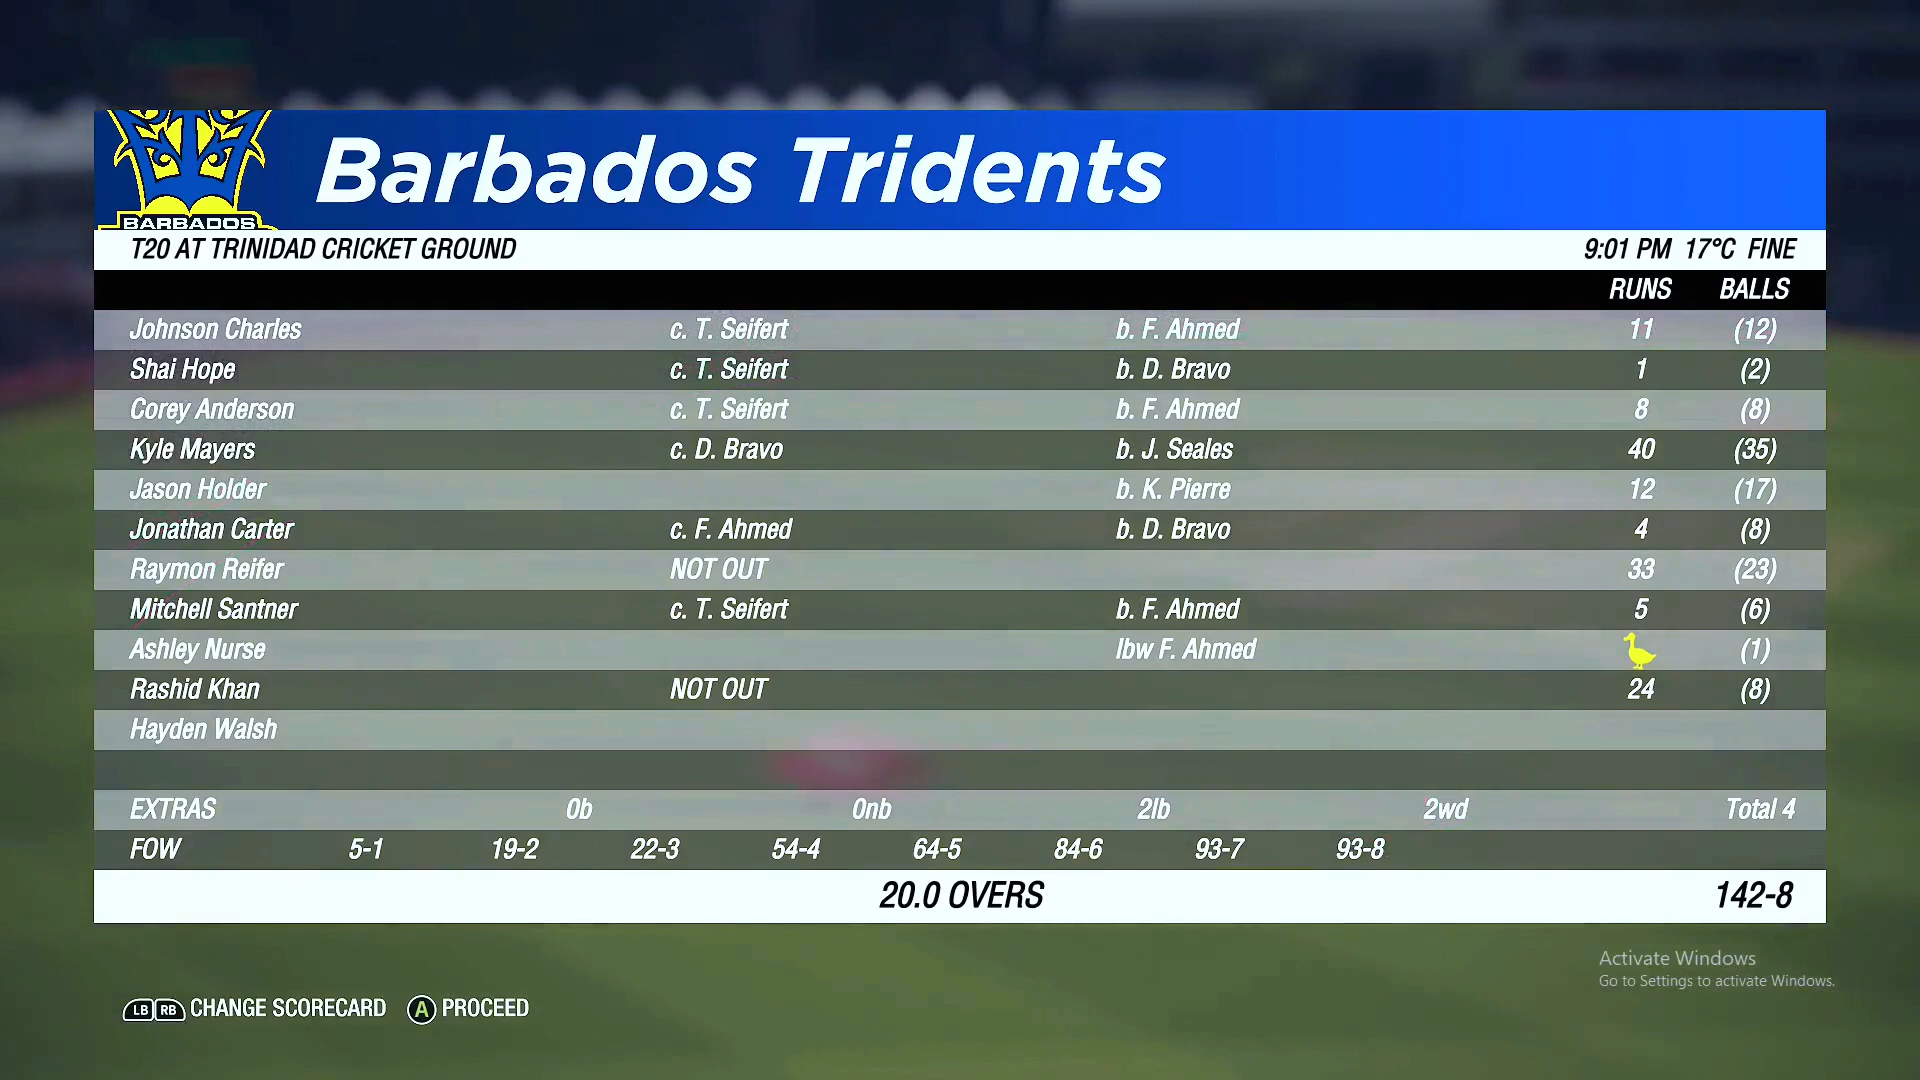 BARBADOS
Barbados Tridents
T20 AT TRINIDAD CRICKET GROUND 9:01 PM 17°C FINE
RUNS BALLS
Johnson Charles c. T. Seifert b. F. Ahmed 11 (12)
Shai Hope c. T. Seifert b. D. Bravo 1 (2)
Corey Anderson c. T. Seifert b. F. Ahmed 8 (8)
Kyle Mayers c. D. Bravo b. J. Seales 40 (35)
Jason Holder b. K. Pierre 12 (17)
Jonathan Carter c. F. Ahmed b. D. Bravo 4 (8)
Raymon Reifer NOT OUT 33 (23)
Mitchell Santner c. T. Seifert b. F. Ahmed 5 (6)
Ashley Nurse lbw F. Ahmed (1)
Rashid Khan NOT OUT 24 (8)
Hayden Walsh
EXTRAS 0b 0nb 2lb 2wd Total 4
FOW 5-1 19-2 22-3 54-4 64-5 84-6 93-7 93-8
20.0 OVERS 142-8
Activate Windows
Go to Settings to activate Windows.
LB RB CHANGE SCORECARD A PROCEED